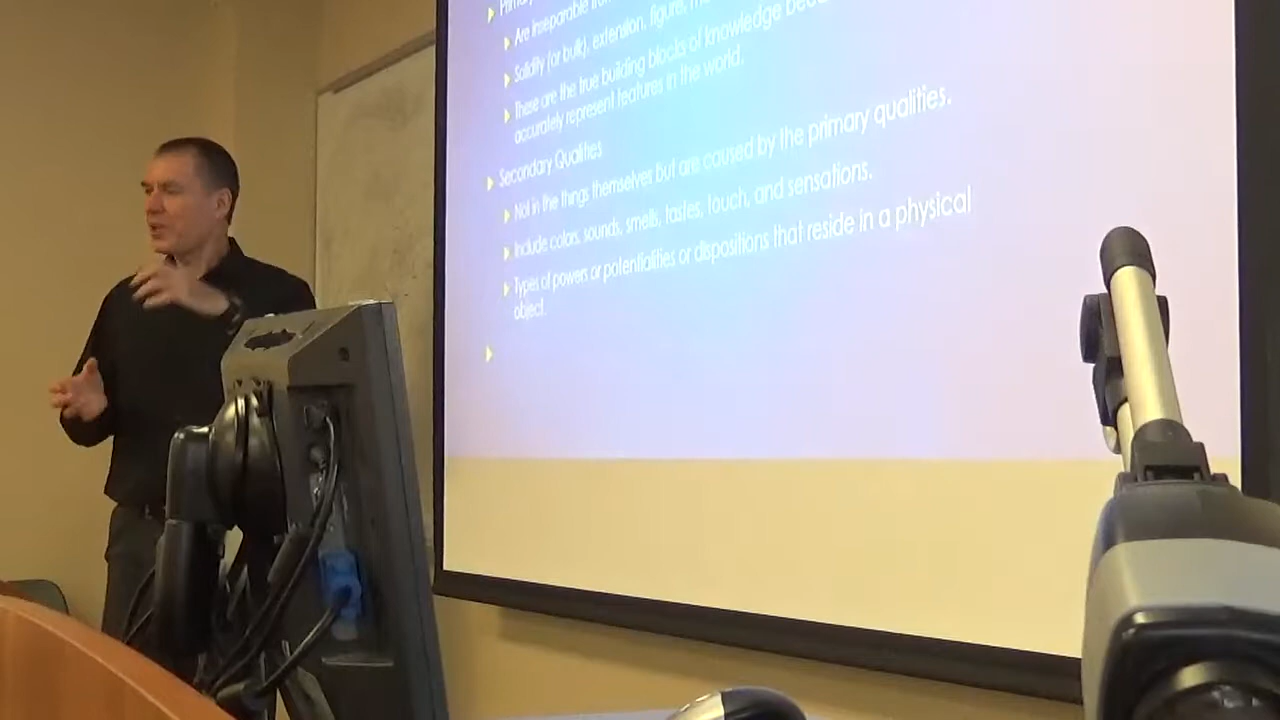 Primary
Are inseparable from
Solidity (or bulk), extension, figure,
These are the true building blocks of knowledge
accurately represent features in the world.
Secondary Qualities
Not in the things themselves but are caused by the primary qualities.
Include colors, sounds, smells, tastes, touch, and sensations.
Types of powers or potentialities or dispositions that reside in a physical
object.